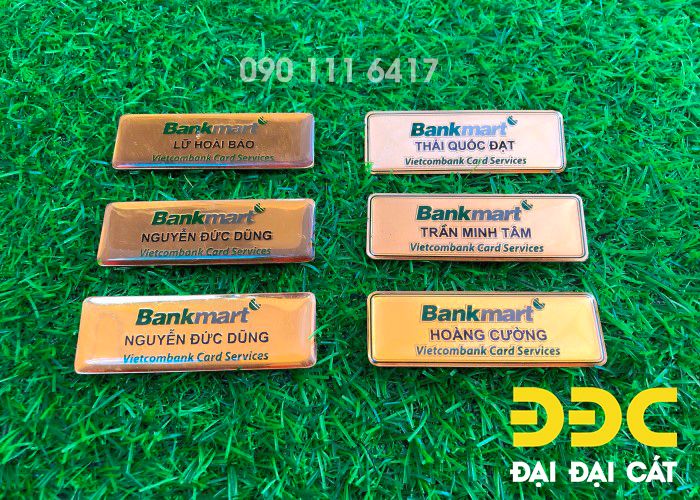 090 111 6417
Bankmart
LỮ HOÀI BẢO
Vietcombank Card Services
Bankmart
THÁI QUỐC ĐẠT
Vietcombank Card Services
Bankmart
NGUYỄN ĐỨC DŨNG
Vietcombank Card Services
Bankmart
TRẦN MINH TÂM
Vietcombank Card Services
Bankmart
NGUYỄN ĐỨC DŨNG
Vietcombank Card Services
Bankmart
HOÀNG CƯỜNG
Vietcombank Card Services
ĐĐC
ĐẠI ĐẠI CÁT